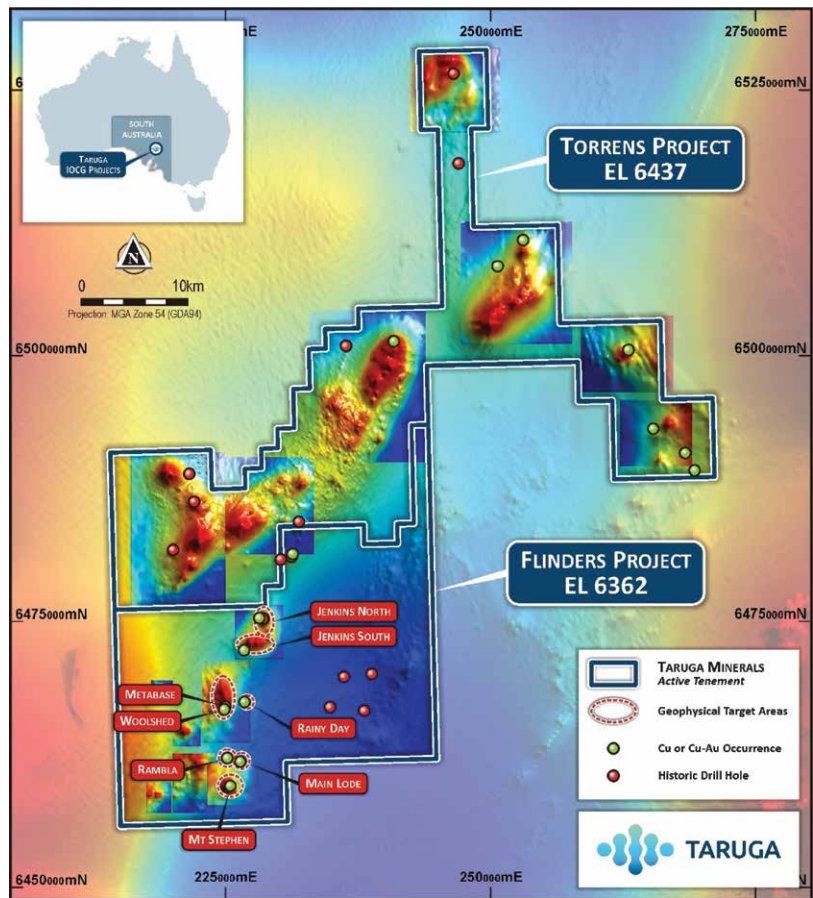 250000mE
275000mE
6525000mN
SOUTH
AUSTRALIA
TARUGA
IOCG PROJECTS
N
0 10km
Projection: MGA Zone 54 (GDA94)
TORRENS PROJECT
EL 6437
6500000mN
6500000mN
FLINDERS PROJECT
EL 6362
6475000mN
6475000mN
JENKINS NORTH
JENKINS SOUTH
METABASE
WOOLSHED
RAINY DAY
RAMBLA
MAIN LODE
MT STEPHEN
TARUGA MINERALS
Active Tenement
Geophysical Target Areas
Cu or Cu-Au Occurrence
Historic Drill Hole
TARUGA
6450000mN
225000mE
250000mE